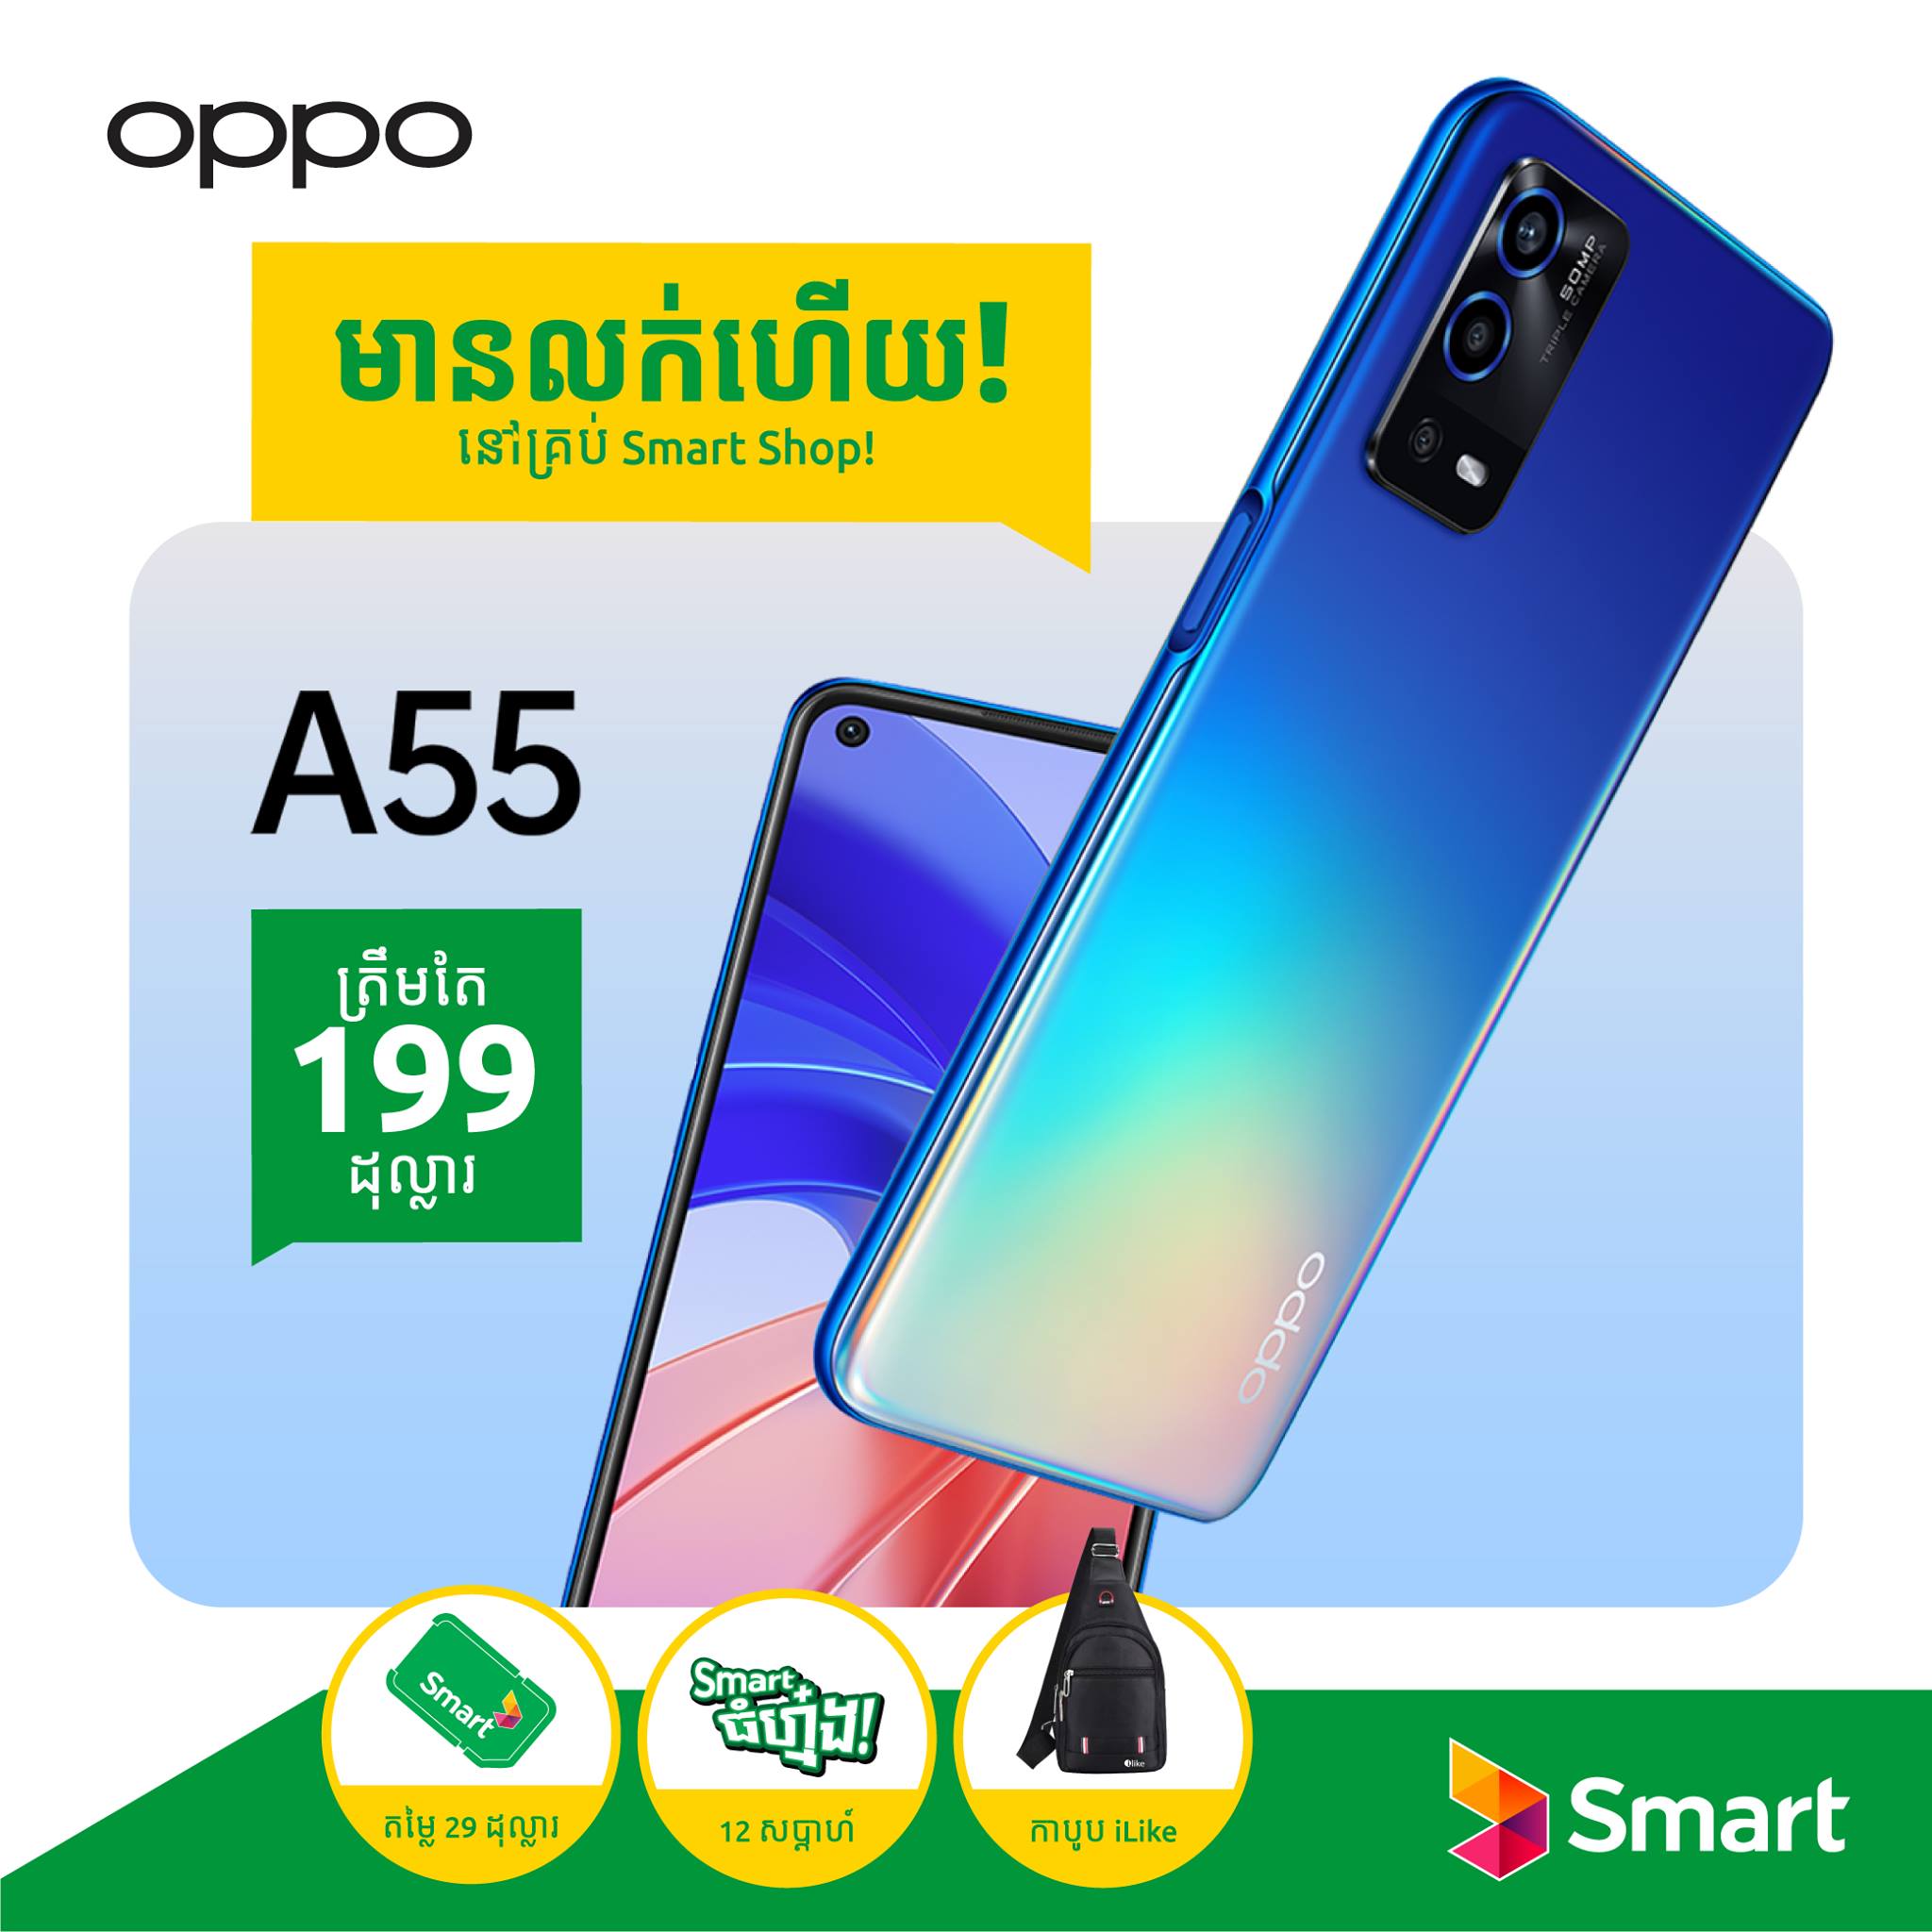 oppo
មានលក់ហើយ!
នៅគ្រប់ Smart Shop!
50MP
TRIPLE CAMERA
A55
ត្រឹមតែ
199
ដុល្លារ
oppo
Smart
តម្លៃ 29 ដុល្លារ
Smart+
ធំហ្មែង!
12 សប្តាហ៍
iLike
កាបូប iLike
Smart